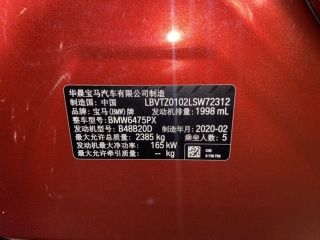 华晨宝马汽车有限公司制造
制造国：中国 LBVTZ0102LSW72312
品牌：宝马(BMW)牌 发动机排量：1998 mL
整车型号：BMW6475PX
发动机型号：B48B20D 制造年月：2020-02
最大允许总质量：2385 kg 乘坐人数：5
发动机最大净功率：165 kW
最大允许牵引质量：-- kg